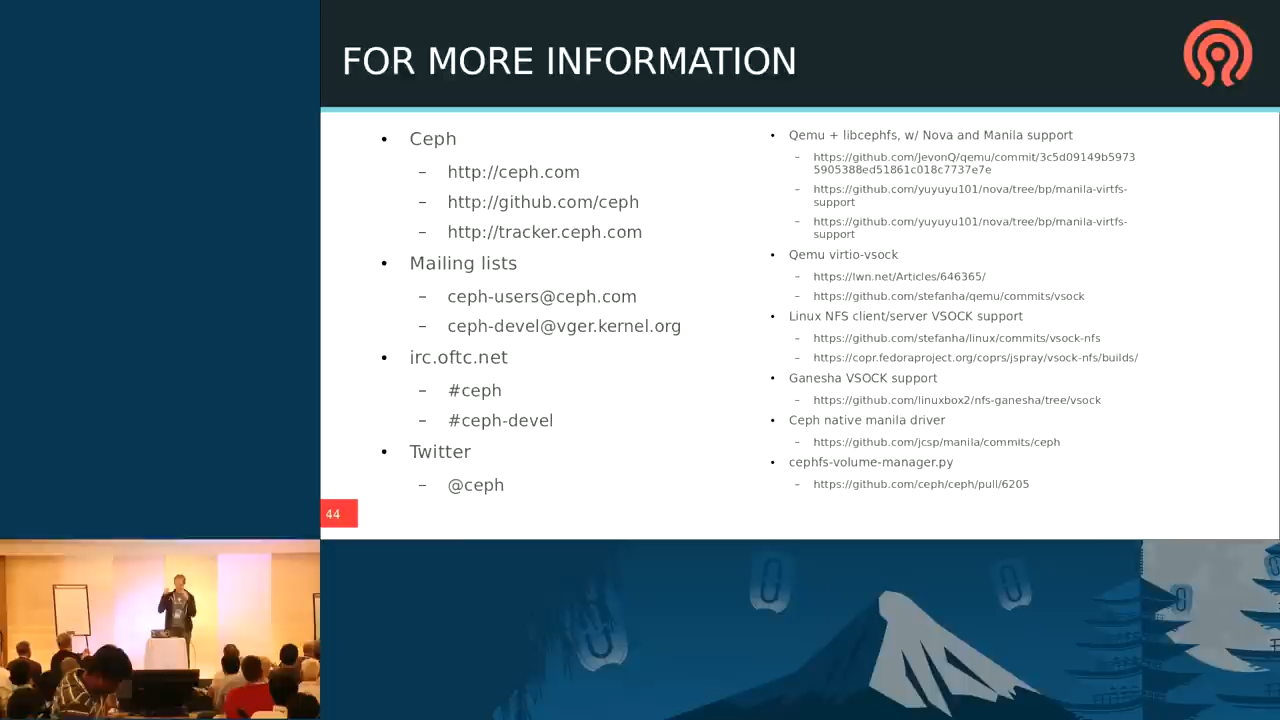 FOR MORE INFORMATION
• Ceph
– http://ceph.com
– http://github.com/ceph
– http://tracker.ceph.com
• Mailing lists
– ceph-users@ceph.com
– ceph-devel@vger.kernel.org
• irc.oftc.net
– #ceph
– #ceph-devel
• Twitter
– @ceph
• Qemu + libcephfs, w/ Nova and Manila support
– https://github.com/JevonQ/qemu/commit/3c5d09149b5973
5905388ed51861c018c7737e7e
– https://github.com/yuyuyu101/nova/tree/bp/manila-virtfs-
support
– https://github.com/yuyuyu101/nova/tree/bp/manila-virtfs-
support
• Qemu virtio-vsock
– https://lwn.net/Articles/646365/
– https://github.com/stefanha/qemu/commits/vsock
• Linux NFS client/server VSOCK support
– https://github.com/stefanha/linux/commits/vsock-nfs
– https://copr.fedoraproject.org/coprs/jspray/vsock-nfs/builds/
• Ganesha VSOCK support
– https://github.com/linuxbox2/nfs-ganesha/tree/vsock
• Ceph native manila driver
– https://github.com/jcsp/manila/commits/ceph
• cephfs-volume-manager.py
– https://github.com/ceph/ceph/pull/6205
44